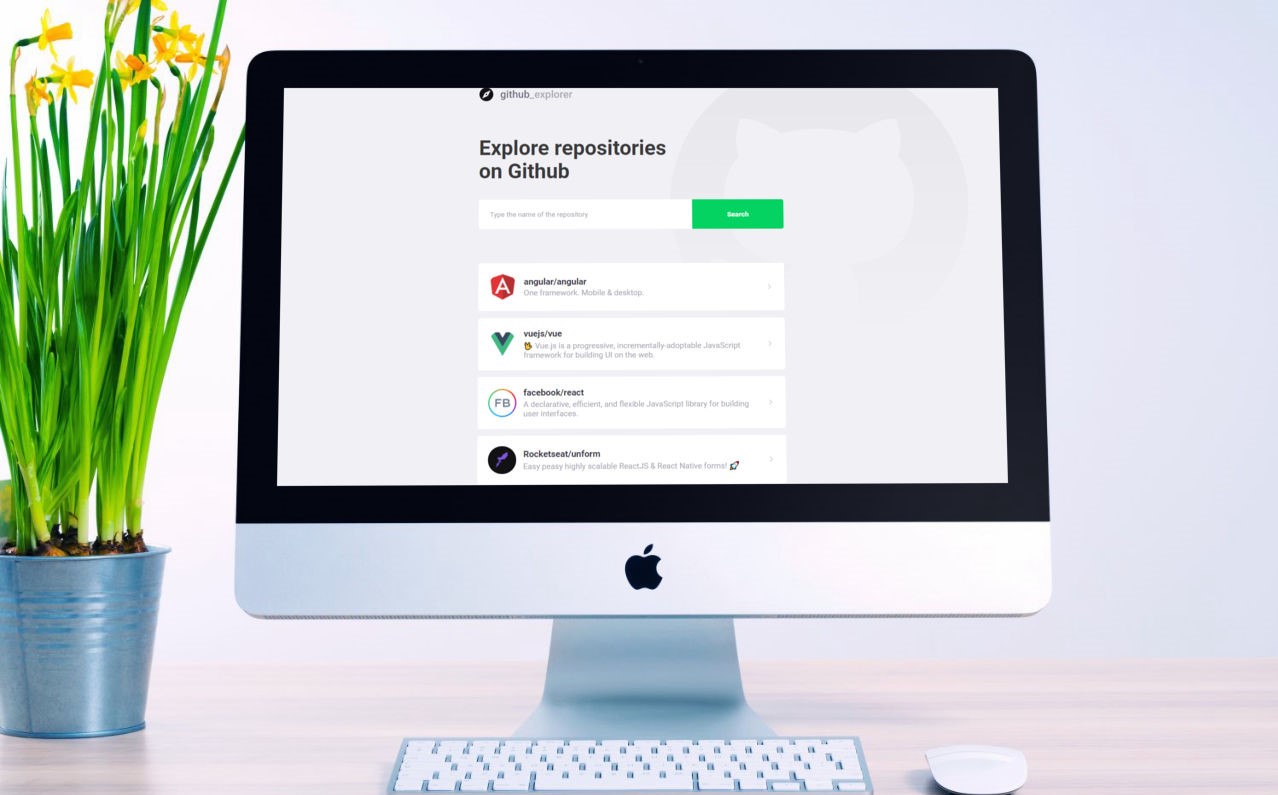 github_explorer
Explore repositories
on Github
Type the name of the repository
Search
angular/angular
One framework. Mobile & desktop.
vuejs/vue
🖖 Vue.js is a progressive, incrementally-adoptable JavaScript
framework for building UI on the web.
FB
facebook/react
A declarative, efficient, and flexible JavaScript library for building
user interfaces.
Rocketseat/unform
Easy peasy highly scalable ReactJS & React Native forms! 🚀